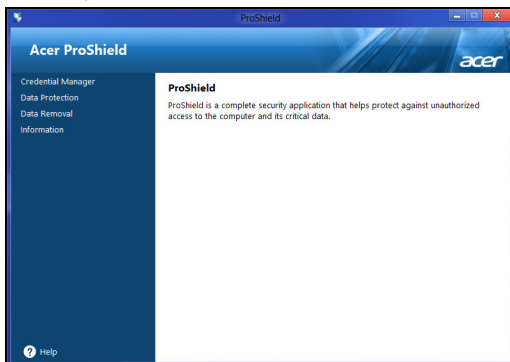 ProShield
Acer ProShield
acer
Credential Manager
Data Protection
Data Removal
Information
ProShield
ProShield is a complete security application that helps protect against unauthorized
access to the computer and its critical data.
? Help